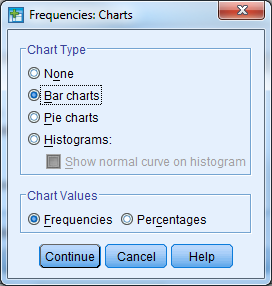 Frequencies: Charts
Chart Type
None
Bar charts
Pie charts
Histograms:
Show normal curve on histogram
Chart Values
Frequencies Percentages
Continue Cancel Help